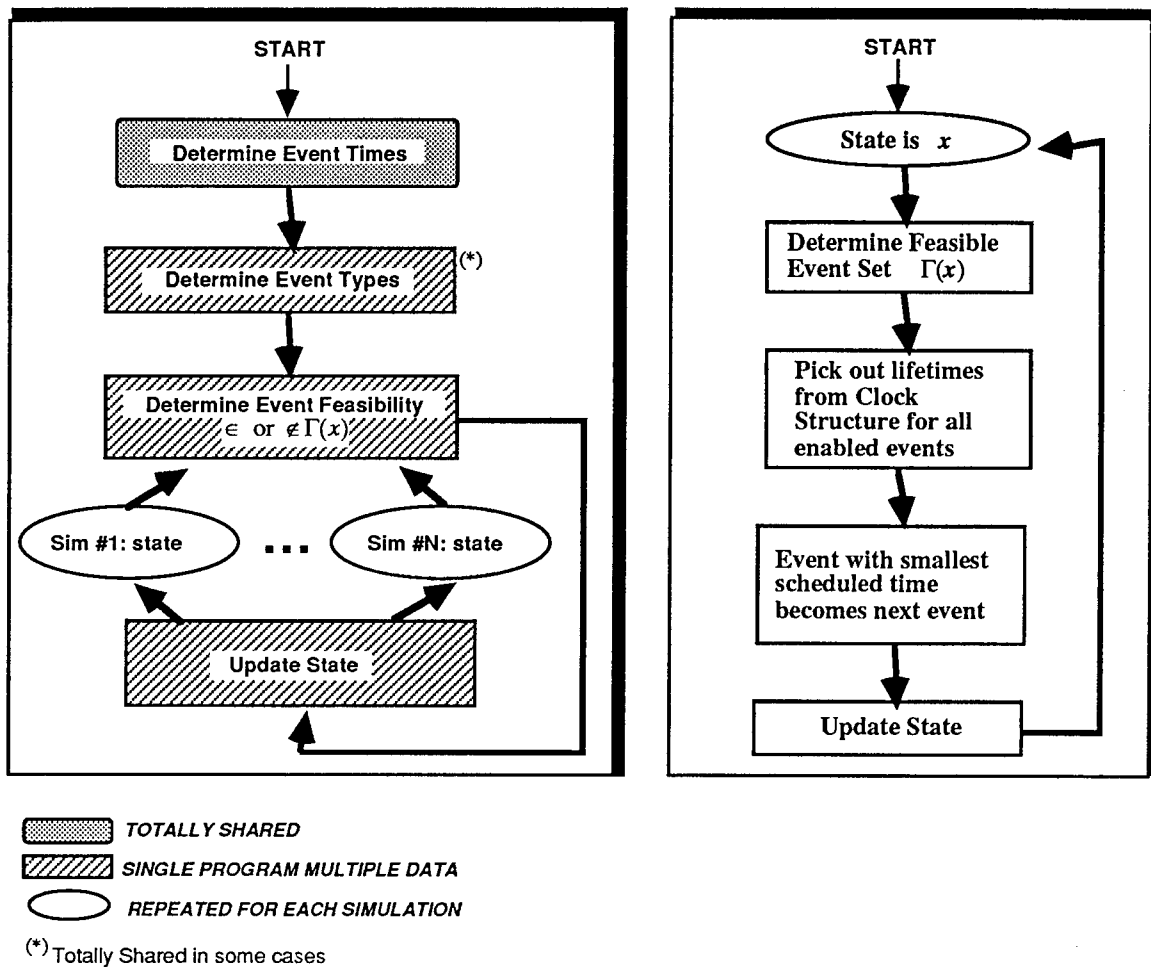 START
Determine Event Times
Determine Event Types
(*)
Determine Event Feasibility
∈ or ∉ Γ(x)
Sim #1: state
...
Sim #N: state
Update State
START
State is x
Determine Feasible
Event Set Γ(x)
Pick out lifetimes
from Clock
Structure for all
enabled events
Event with smallest
scheduled time
becomes next event
Update State
TOTALLY SHARED
SINGLE PROGRAM MULTIPLE DATA
REPEATED FOR EACH SIMULATION
(*) Totally Shared in some cases